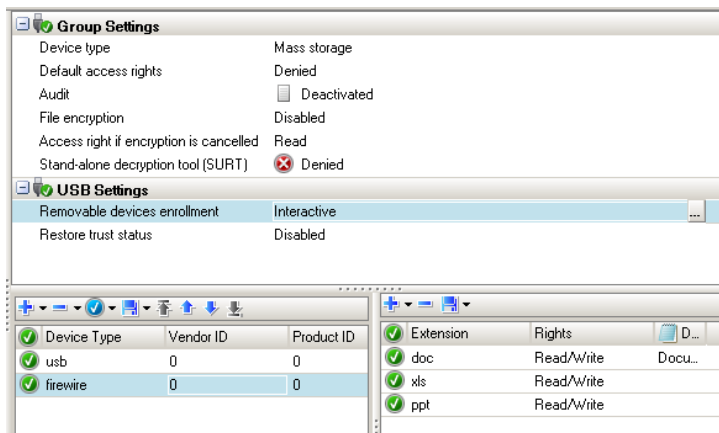 Group Settings
Device type Mass storage
Default access rights Denied
Audit Deactivated
File encryption Disabled
Access right if encryption is cancelled Read
Stand-alone decryption tool (SURT) Denied
USB Settings
Removable devices enrollment Interactive ...
Restore trust status Disabled
Device Type Vendor ID Product ID
usb 0 0
firewire 0 0
Extension Rights D...
doc Read/Write Docu...
xls Read/Write
ppt Read/Write